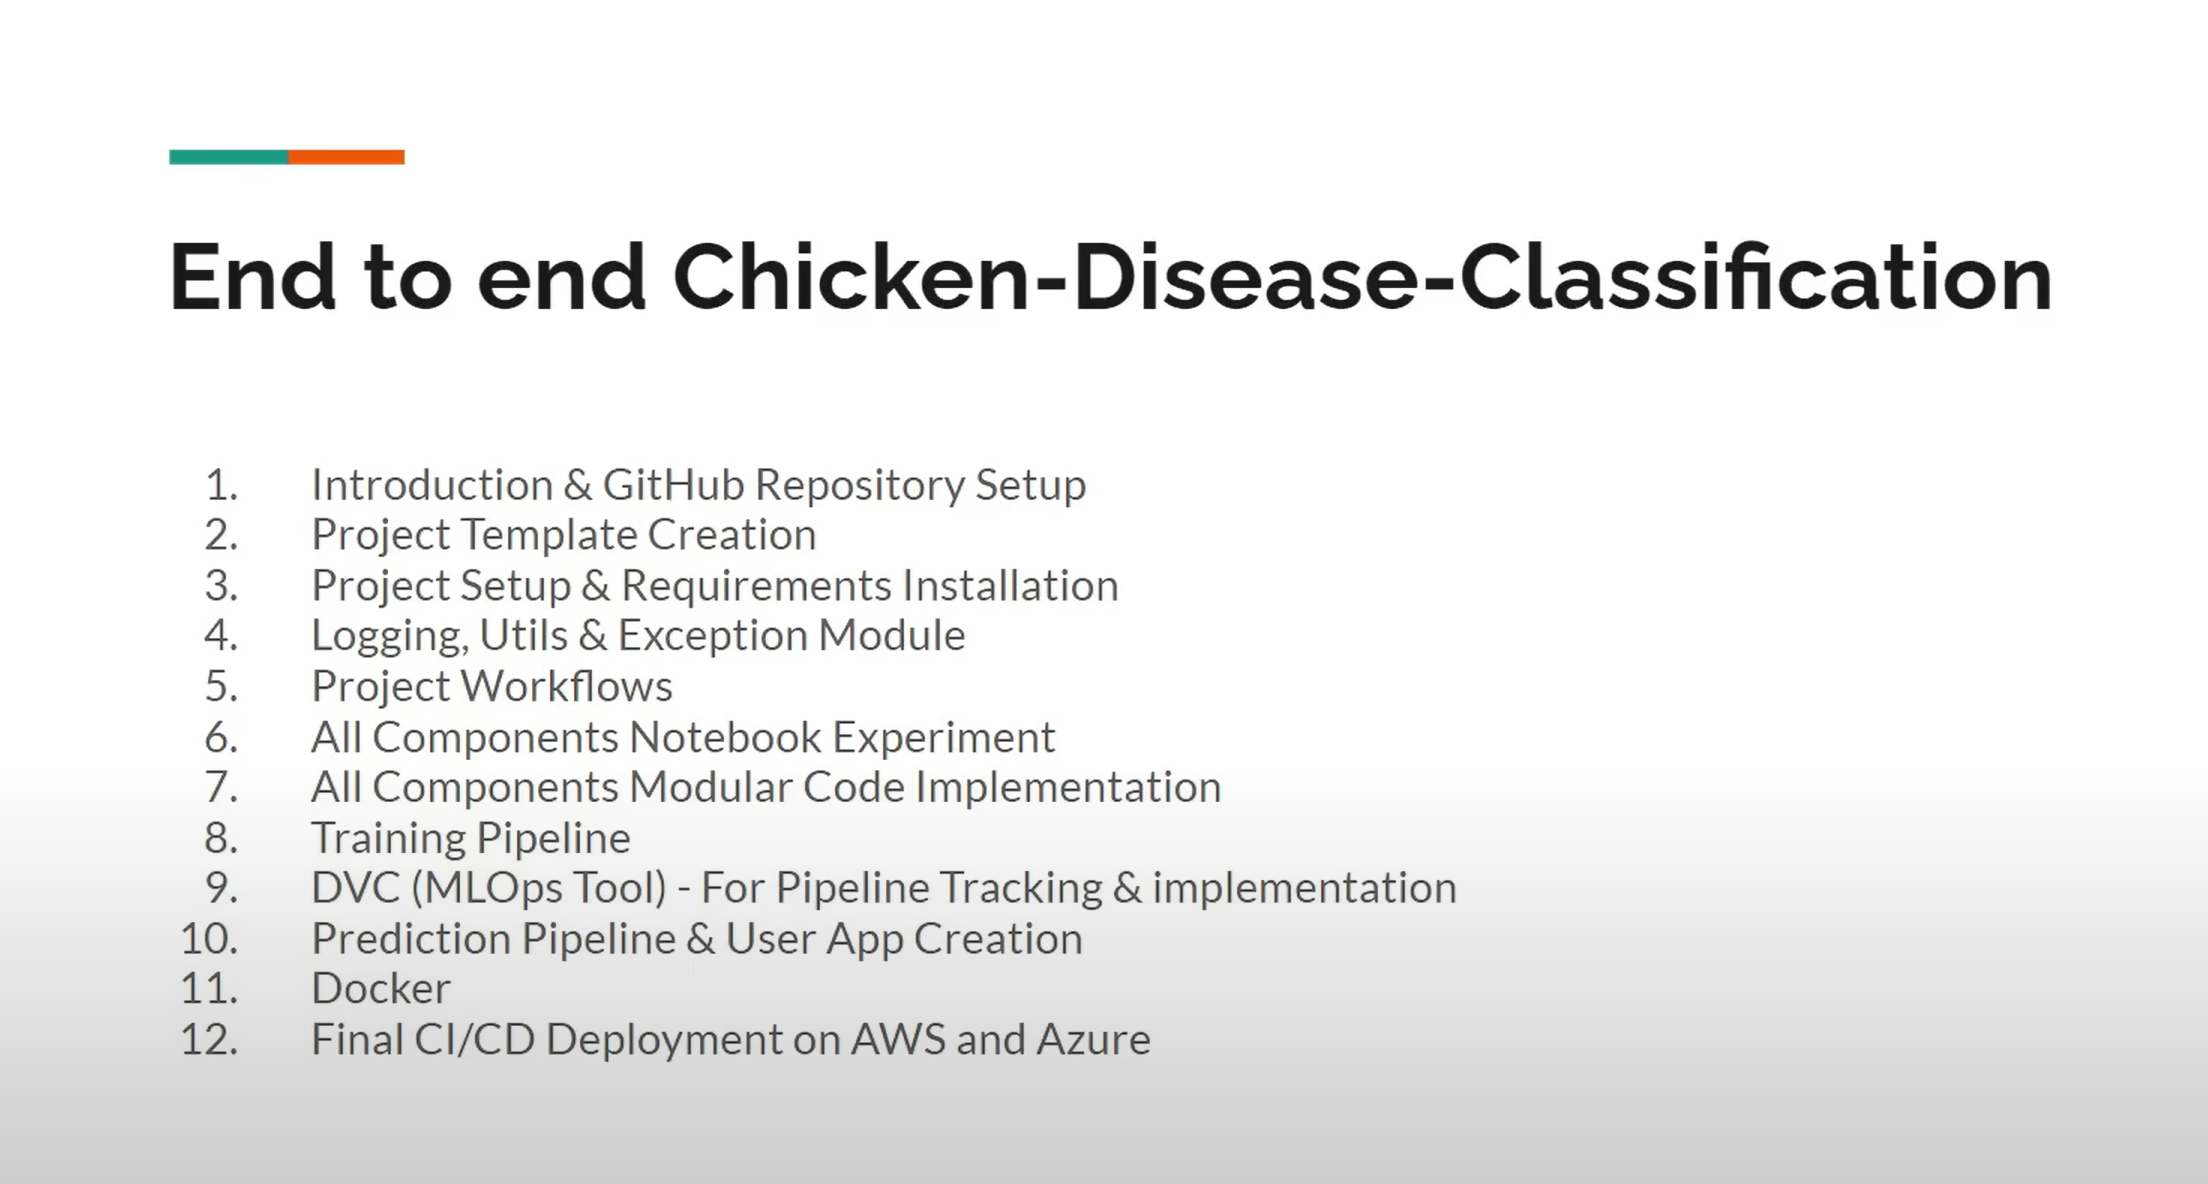 End to end Chicken-Disease-Classification
1. Introduction & GitHub Repository Setup
2. Project Template Creation
3. Project Setup & Requirements Installation
4. Logging, Utils & Exception Module
5. Project Workflows
6. All Components Notebook Experiment
7. All Components Modular Code Implementation
8. Training Pipeline
9. DVC (MLOps Tool) - For Pipeline Tracking & implementation
10. Prediction Pipeline & User App Creation
11. Docker
12. Final CI/CD Deployment on AWS and Azure